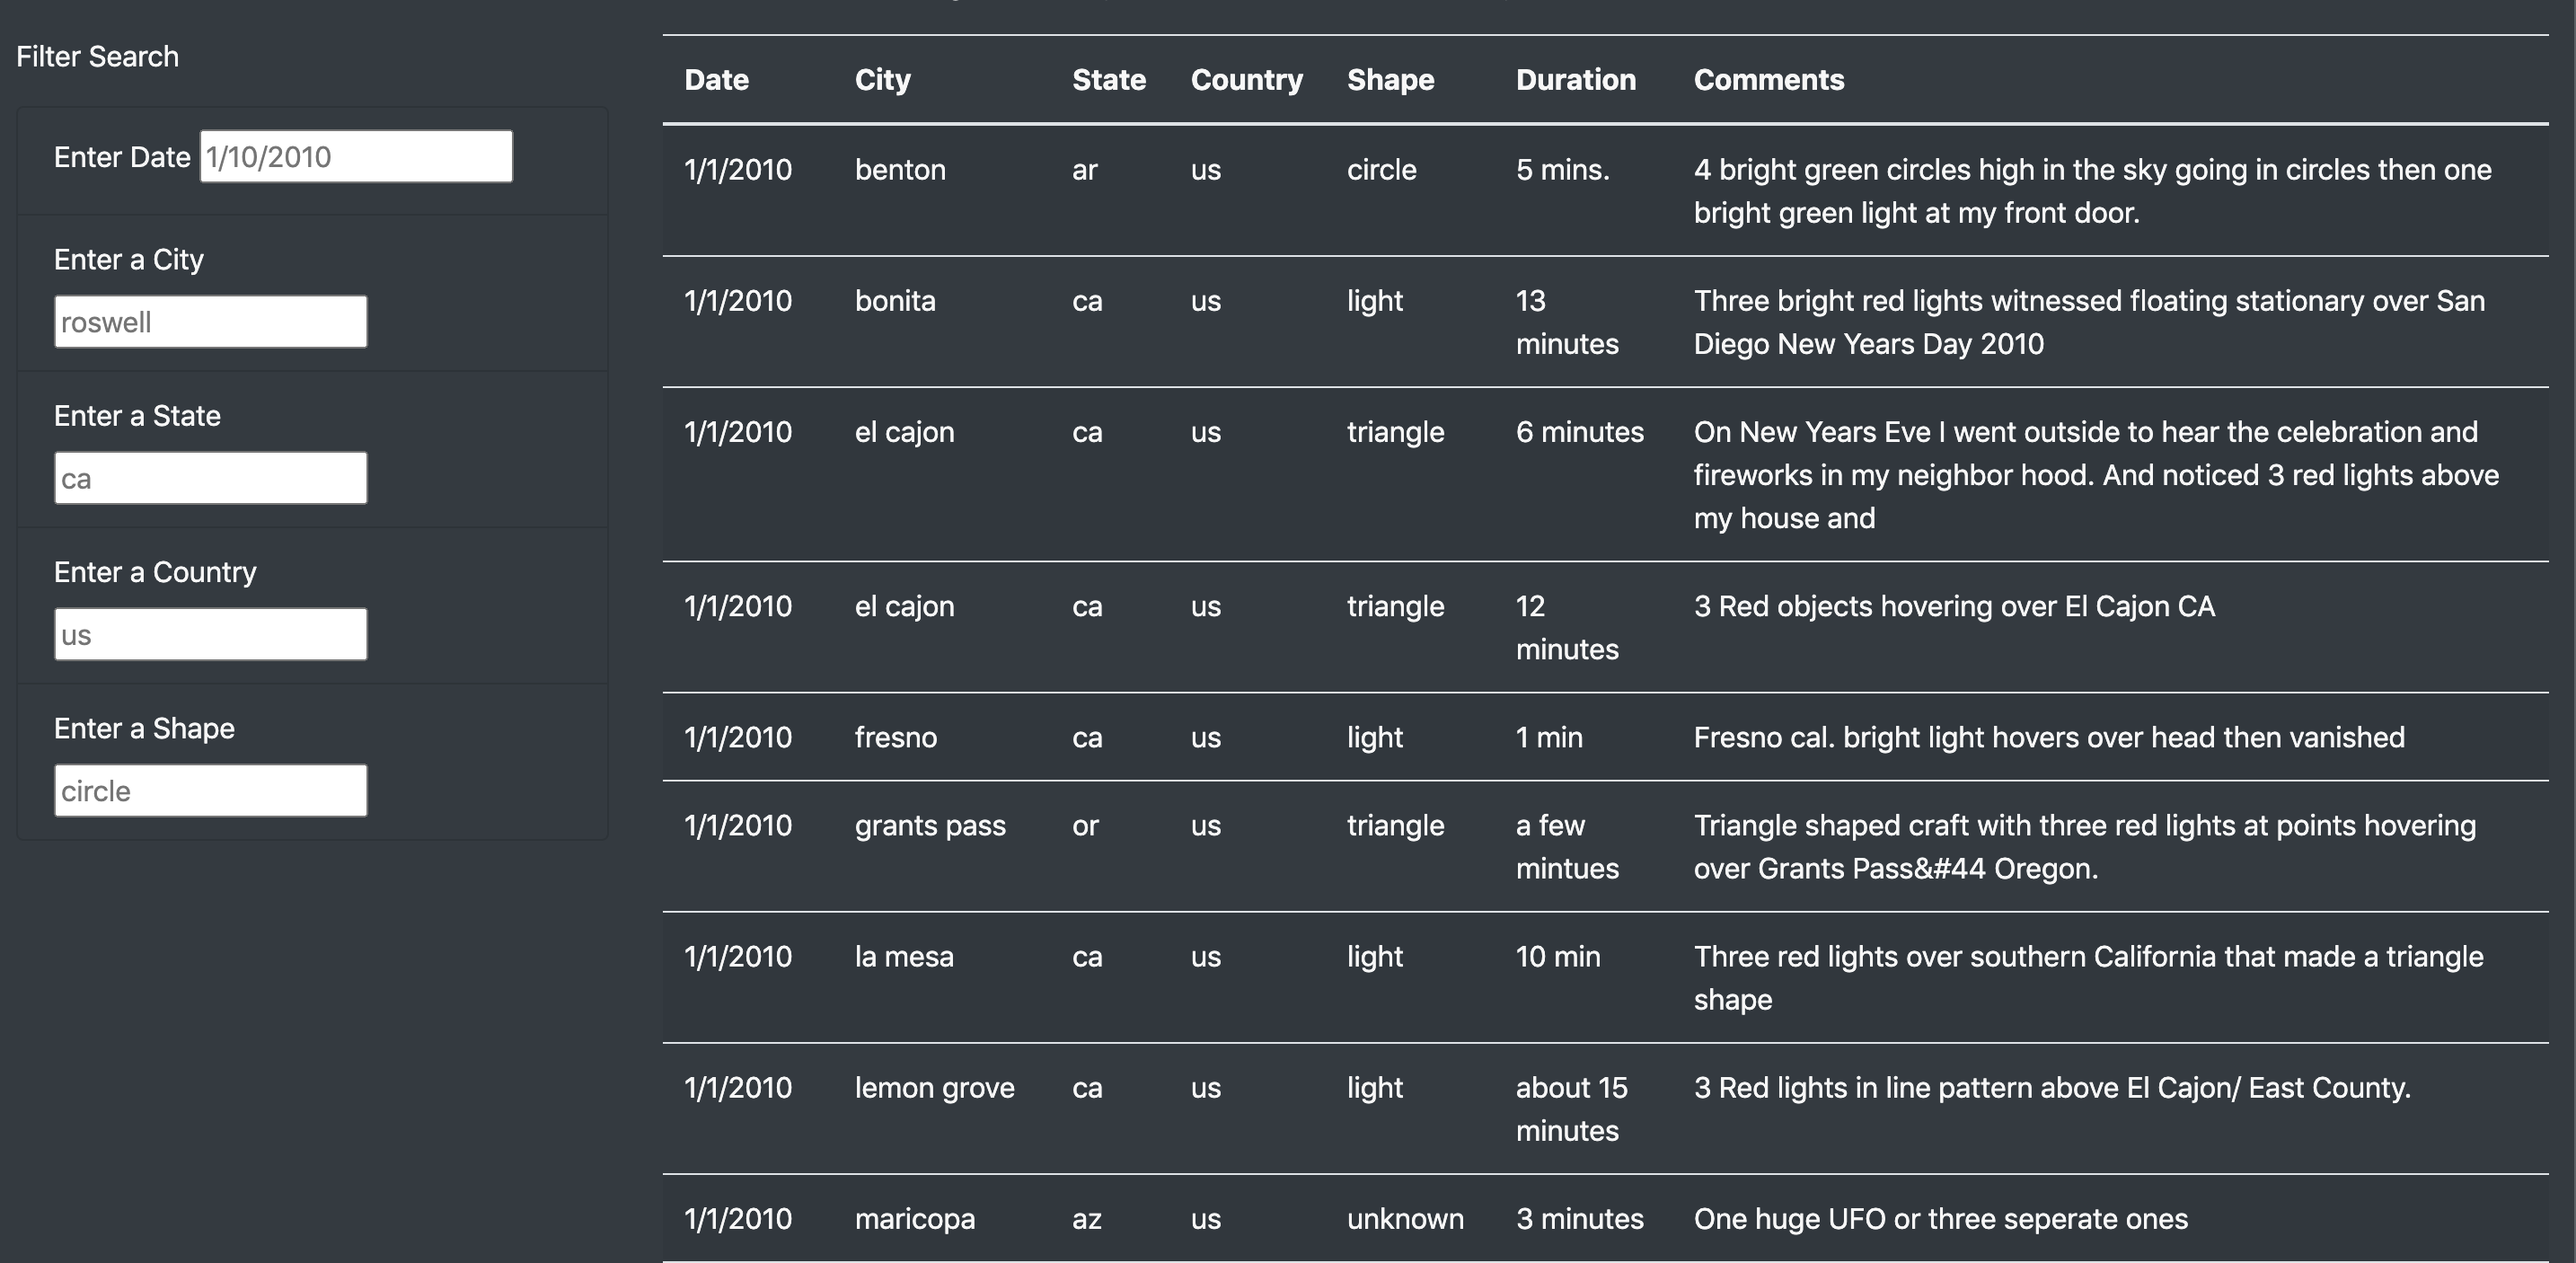 Filter Search
Enter Date 1/10/2010
Enter a City
roswell
Enter a State
ca
Enter a Country
us
Enter a Shape
circle
Date City State Country Shape Duration Comments
1/1/2010 benton ar us circle 5 mins. 4 bright green circles high in the sky going in circles then one
bright green light at my front door.
1/1/2010 bonita ca us light 13 Three bright red lights witnessed floating stationary over San
minutes Diego New Years Day 2010
1/1/2010 el cajon ca us triangle 6 minutes On New Years Eve I went outside to hear the celebration and
fireworks in my neighbor hood. And noticed 3 red lights above
my house and
1/1/2010 el cajon ca us triangle 12 3 Red objects hovering over El Cajon CA
minutes
1/1/2010 fresno ca us light 1 min Fresno cal. bright light hovers over head then vanished
1/1/2010 grants pass or us triangle a few Triangle shaped craft with three red lights at points hovering
mintues over Grants Pass&#44 Oregon.
1/1/2010 la mesa ca us light 10 min Three red lights over southern California that made a triangle
shape
1/1/2010 lemon grove ca us light about 15 3 Red lights in line pattern above El Cajon/ East County.
minutes
1/1/2010 maricopa az us unknown 3 minutes One huge UFO or three seperate ones